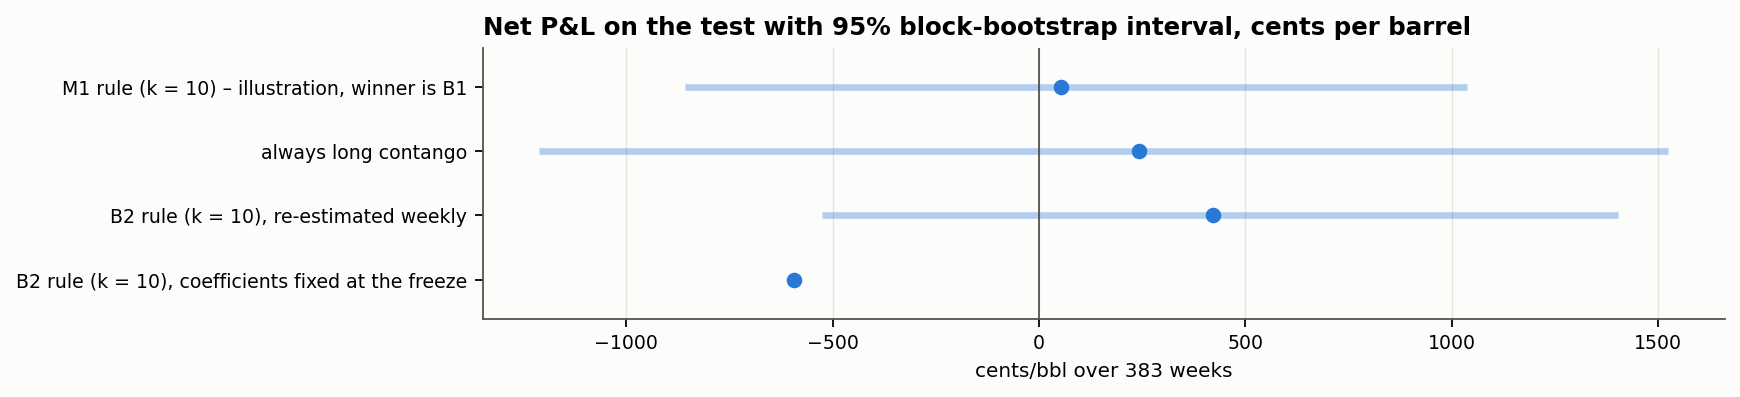 Net P&L on the test with 95% block-bootstrap interval, cents per barrel
M1 rule (k = 10) – illustration, winner is B1
always long contango
B2 rule (k = 10), re-estimated weekly
B2 rule (k = 10), coefficients fixed at the freeze
−1000 −500 0 500 1000 1500
cents/bbl over 383 weeks